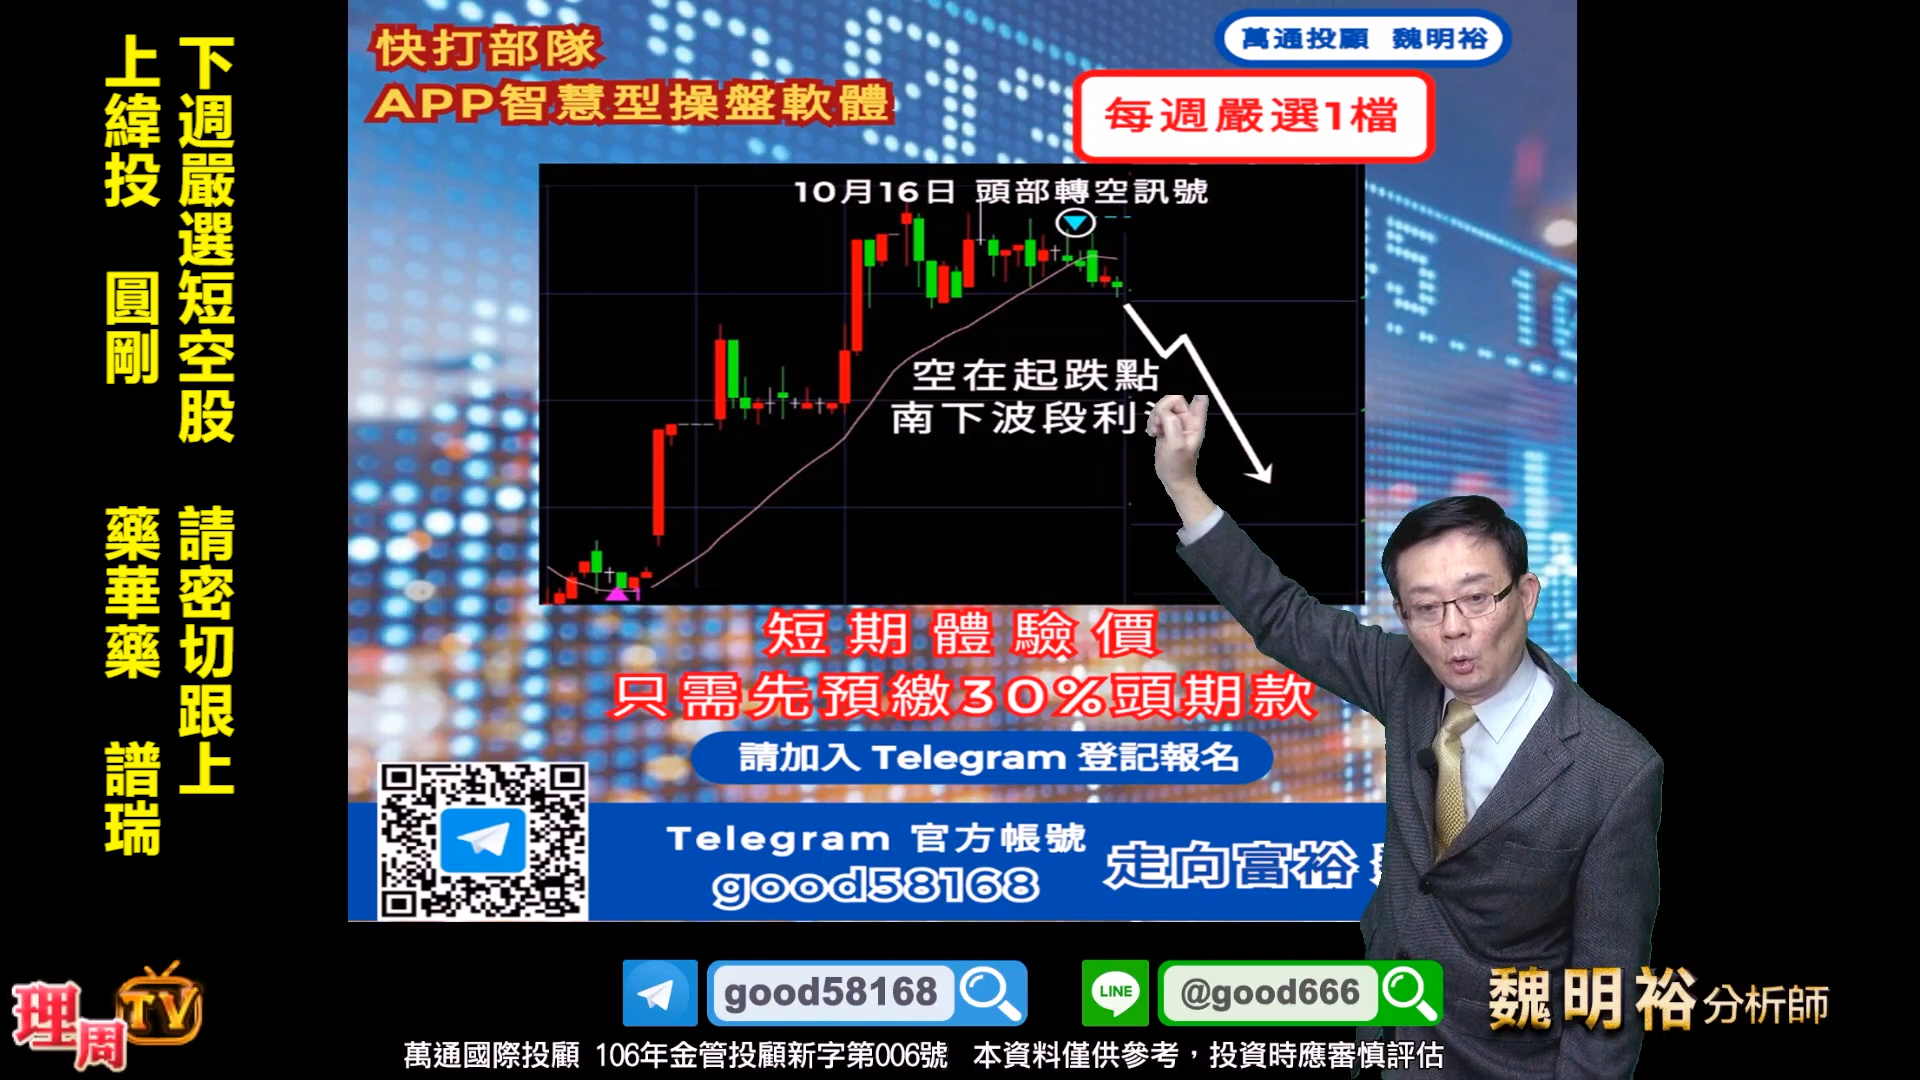 下週嚴選短空股 請密切跟上
上緯投 圓剛 藥華藥 譜瑞
快打部隊
APP智慧型操盤軟體
萬通投顧 魏明裕
每週嚴選1檔
10月16日 頭部轉空訊號
空在起跌點
南下波段利
短期體驗價
只需先預繳30%頭期款
請加入 Telegram 登記報名
Telegram 官方帳號
good58168
走向富裕
good58168
LINE
@good666
理周TV
魏明裕分析師
萬通國際投顧 106年金管投顧新字第006號 本資料僅供參考，投資時應審慎評估